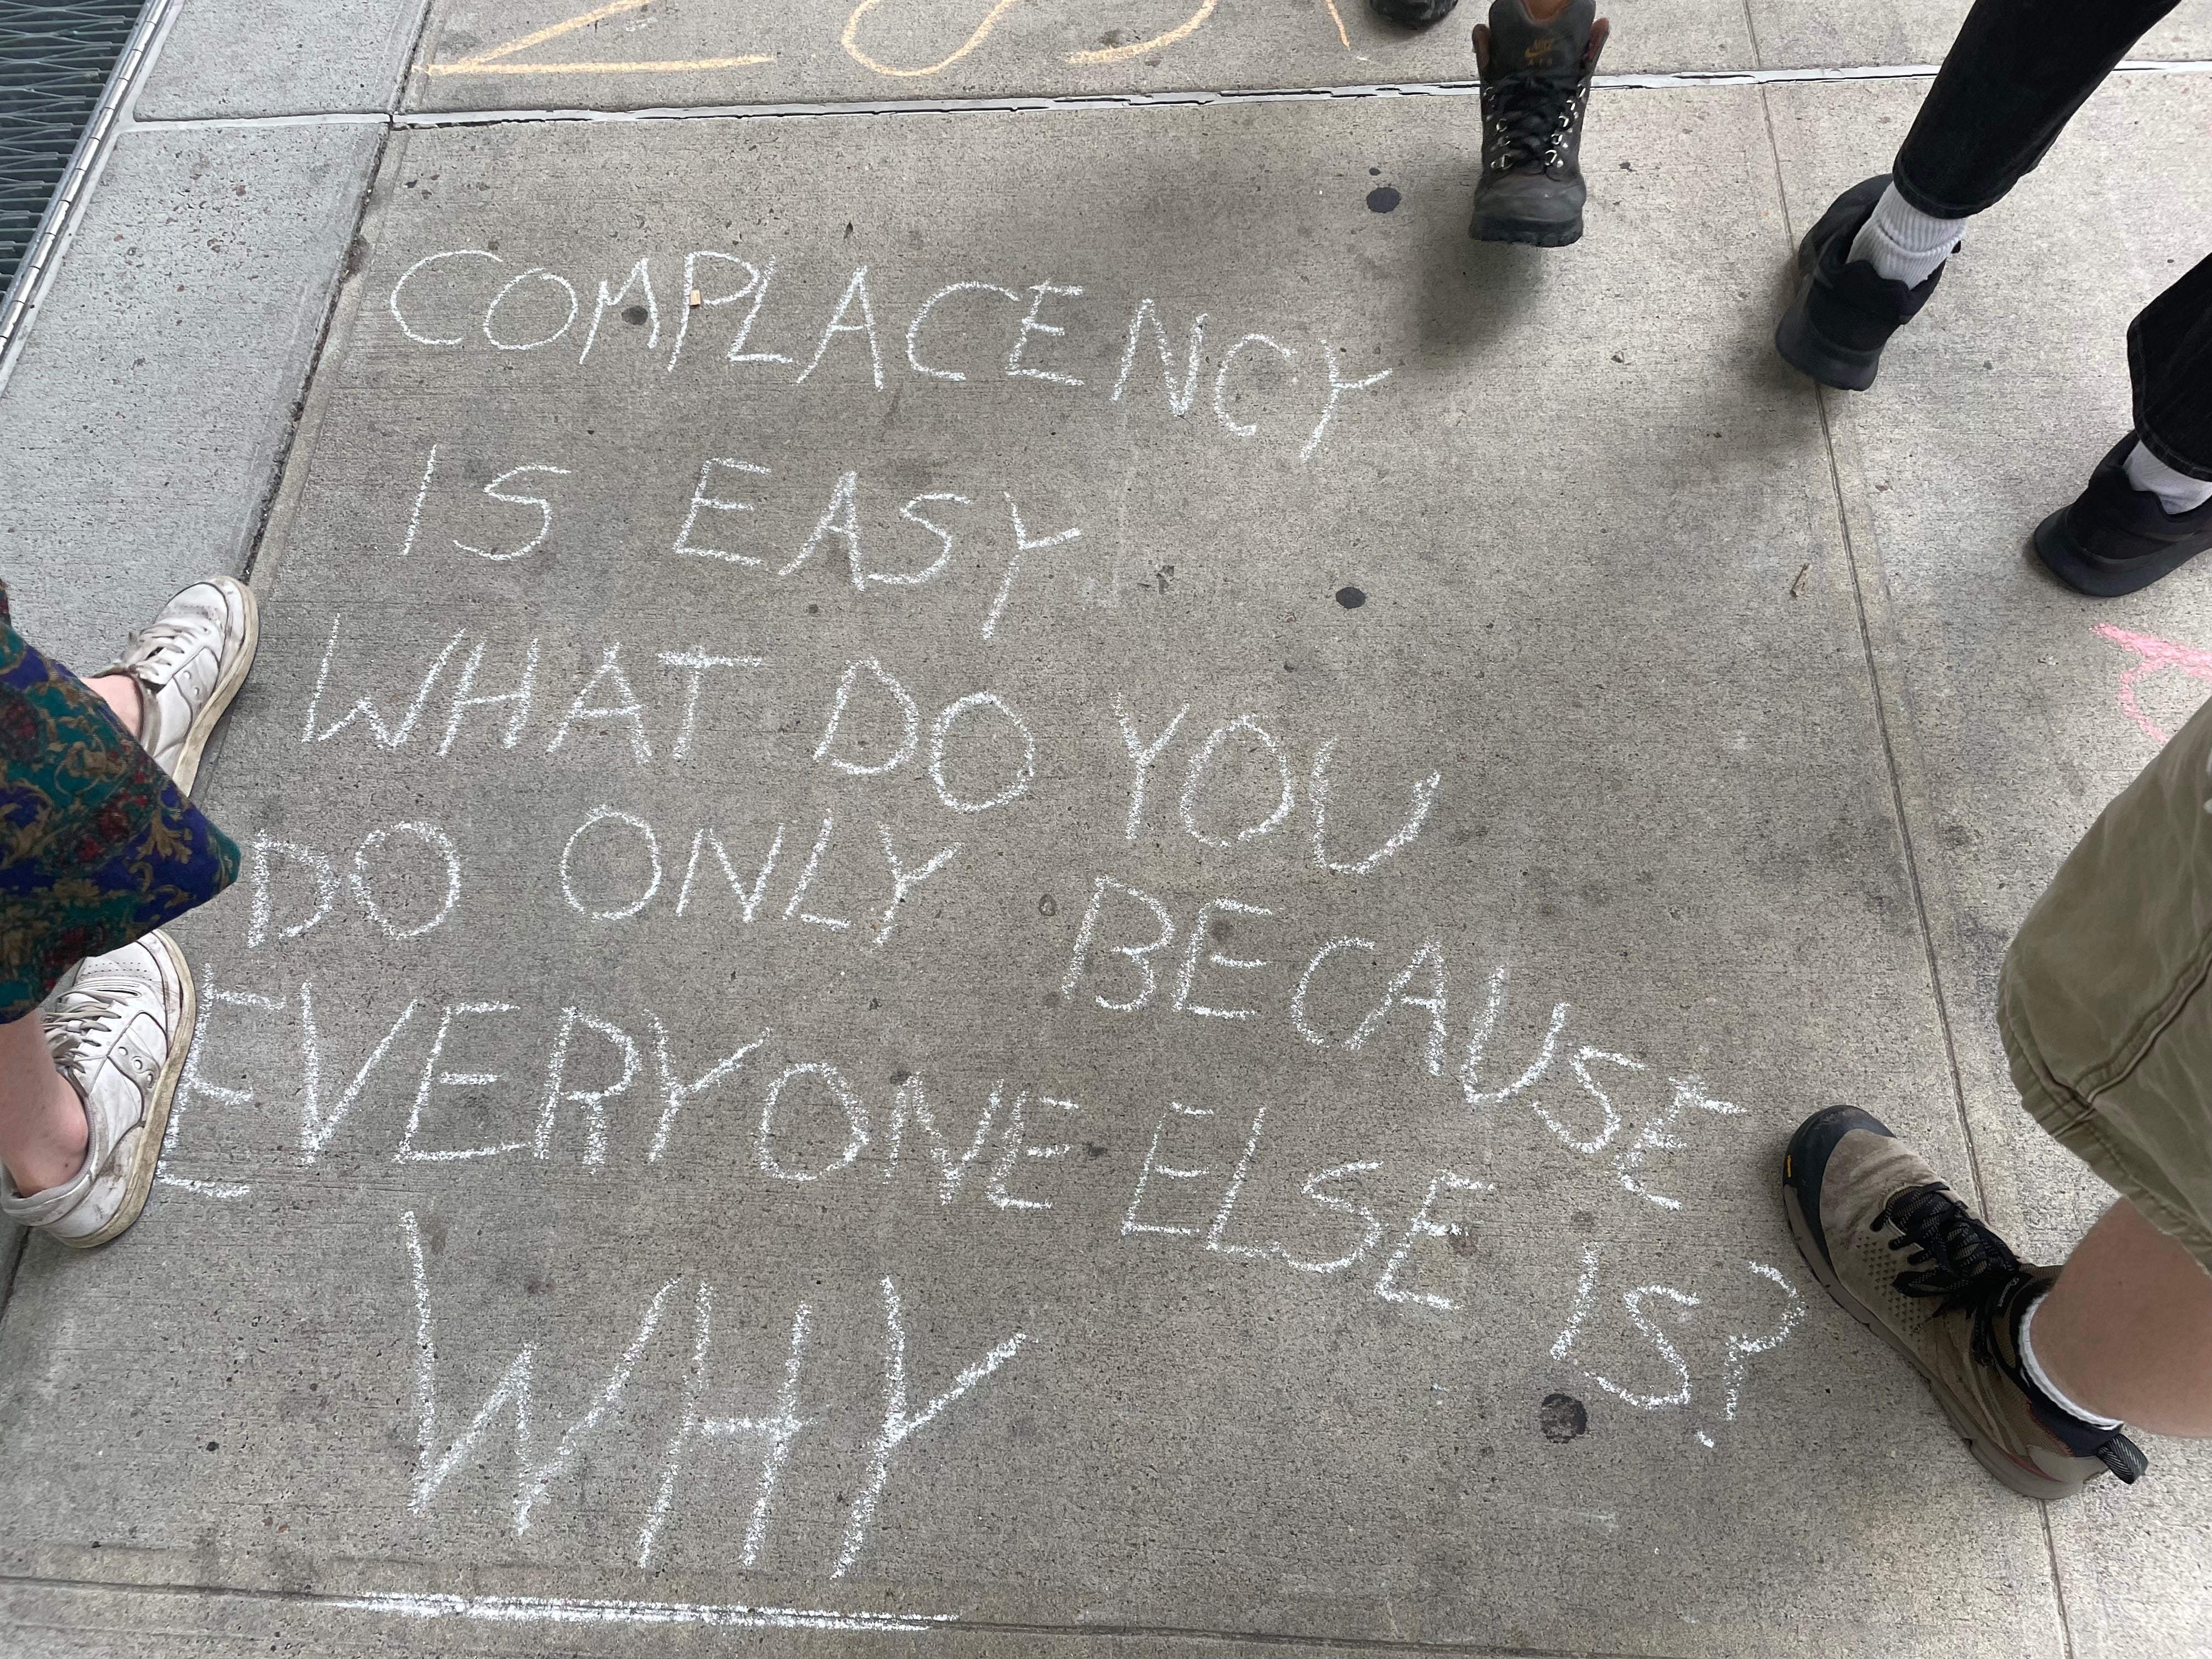 COMPLACENCY
IS EASY
WHAT DO YOU
DO ONLY BECAUSE
EVERYONE ELSE IS?
WHY